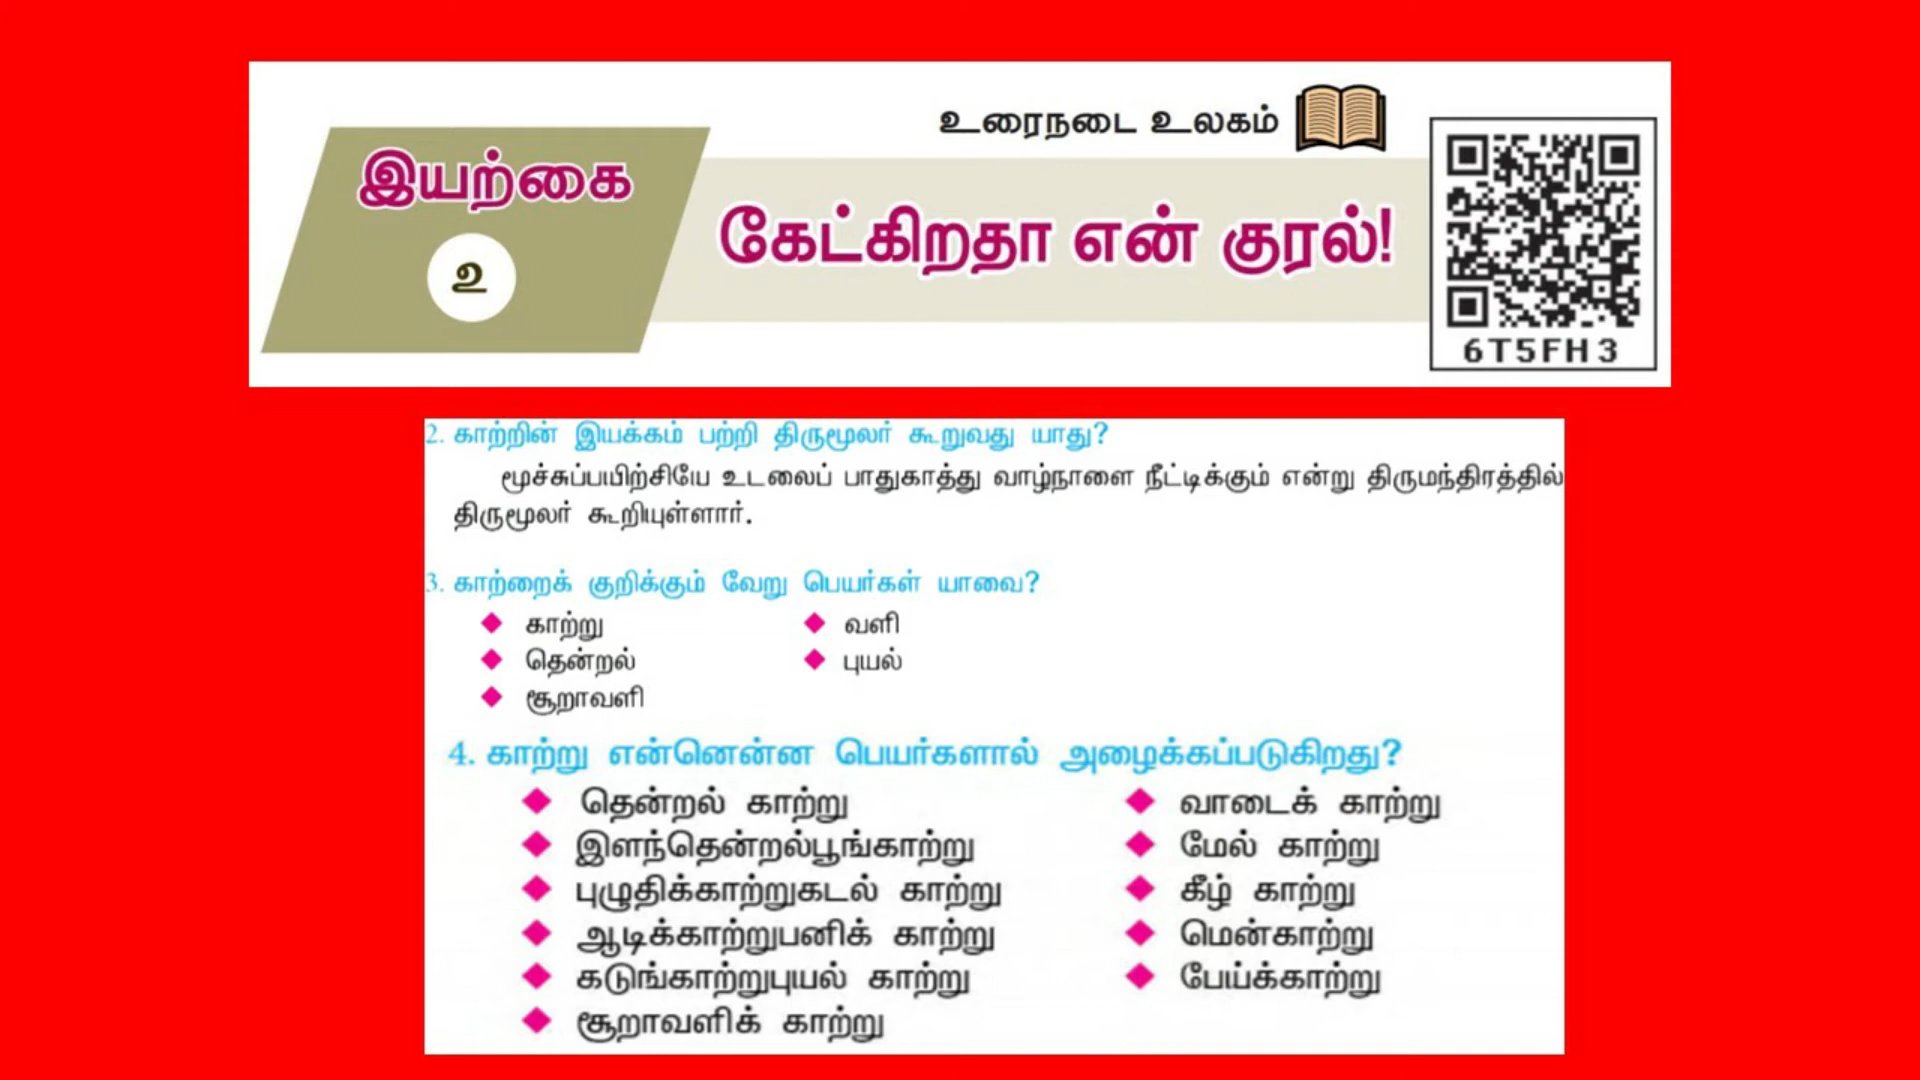 உரைநடை உலகம்
இயற்கை
௨
கேட்கிறதா என் குரல்!
6T5FH3
2. காற்றின் இயக்கம் பற்றி திருமூலர் கூறுவது யாது?
மூச்சுப்பயிற்சியே உடலைப் பாதுகாத்து வாழ்நாளை நீட்டிக்கும் என்று திருமந்திரத்தில்
திருமூலர் கூறியுள்ளார்.
3. காற்றைக் குறிக்கும் வேறு பெயர்கள் யாவை?
காற்று வளி
தென்றல் புயல்
சூறாவளி
4. காற்று என்னென்ன பெயர்களால் அழைக்கப்படுகிறது?
தென்றல் காற்று வாடைக் காற்று
இளந்தென்றல்பூங்காற்று மேல் காற்று
புழுதிக்காற்றுகடல் காற்று கீழ் காற்று
ஆடிக்காற்றுபனிக் காற்று மென்காற்று
கடுங்காற்றுபுயல் காற்று பேய்க்காற்று
சூறாவளிக் காற்று